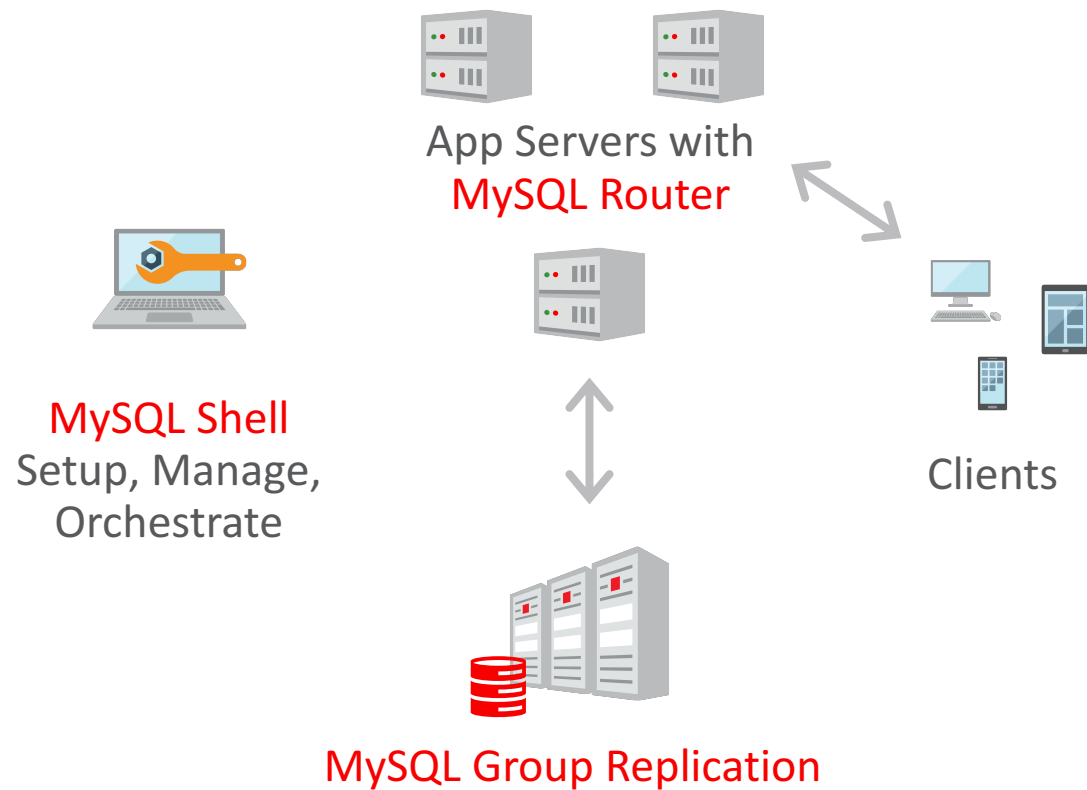 App Servers with
MySQL Router
MySQL Shell
Setup, Manage,
Orchestrate
Clients
MySQL Group Replication